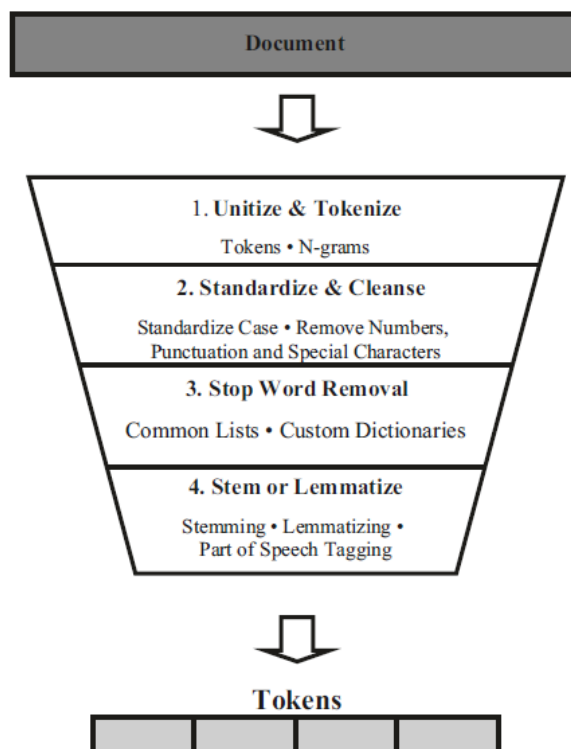 Document
1. Unitize & Tokenize
Tokens • N-grams
2. Standardize & Cleanse
Standardize Case • Remove Numbers,
Punctuation and Special Characters
3. Stop Word Removal
Common Lists • Custom Dictionaries
4. Stem or Lemmatize
Stemming • Lemmatizing •
Part of Speech Tagging
Tokens